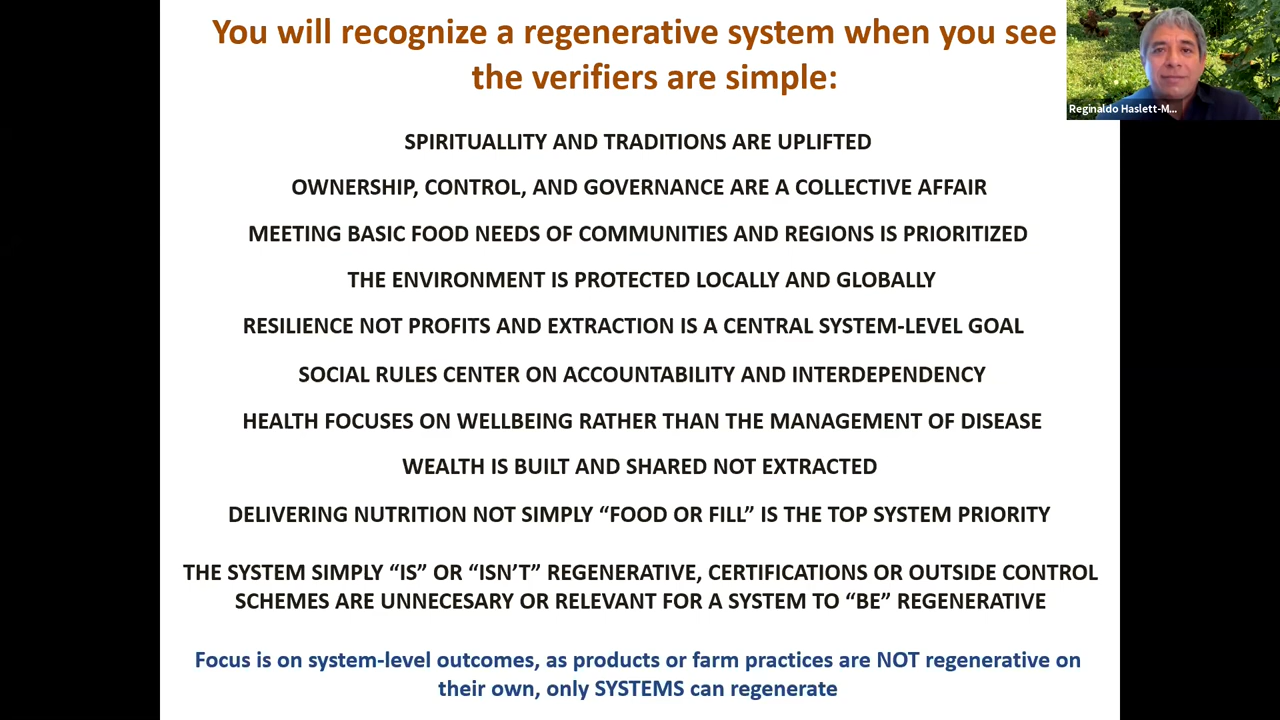 You will recognize a regenerative system when you see
the verifiers are simple:
Reginaldo Haslett-M...
SPIRITUALLITY AND TRADITIONS ARE UPLIFTED
OWNERSHIP, CONTROL, AND GOVERNANCE ARE A COLLECTIVE AFFAIR
MEETING BASIC FOOD NEEDS OF COMMUNITIES AND REGIONS IS PRIORITIZED
THE ENVIRONMENT IS PROTECTED LOCALLY AND GLOBALLY
RESILIENCE NOT PROFITS AND EXTRACTION IS A CENTRAL SYSTEM-LEVEL GOAL
SOCIAL RULES CENTER ON ACCOUNTABILITY AND INTERDEPENDENCY
HEALTH FOCUSES ON WELLBEING RATHER THAN THE MANAGEMENT OF DISEASE
WEALTH IS BUILT AND SHARED NOT EXTRACTED
DELIVERING NUTRITION NOT SIMPLY “FOOD OR FILL” IS THE TOP SYSTEM PRIORITY
THE SYSTEM SIMPLY “IS” OR “ISN’T” REGENERATIVE, CERTIFICATIONS OR OUTSIDE CONTROL
SCHEMES ARE UNNECESARY OR RELEVANT FOR A SYSTEM TO “BE” REGENERATIVE
Focus is on system-level outcomes, as products or farm practices are NOT regenerative on
their own, only SYSTEMS can regenerate